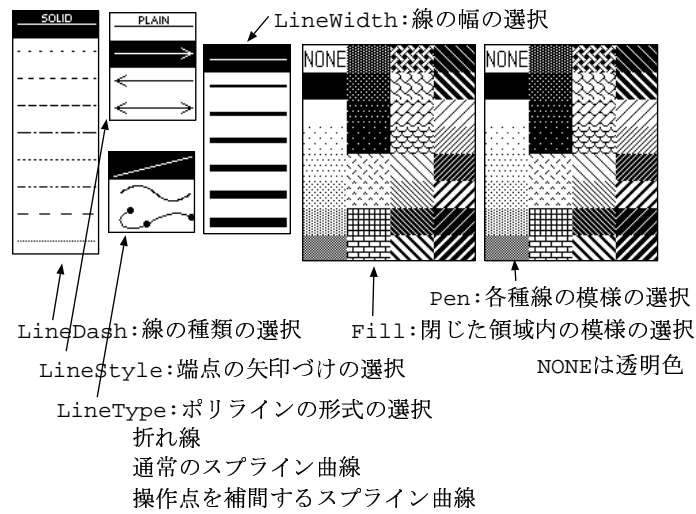 SOLID
PLAIN
LineWidth:線の幅の選択
NONE
NONE
Pen:各種線の模様の選択
LineDash:線の種類の選択
Fill:閉じた領域内の模様の選択
LineStyle:端点の矢印づけの選択
NONEは透明色
LineType:ポリラインの形式の選択
折れ線
通常のスプライン曲線
操作点を補間するスプライン曲線